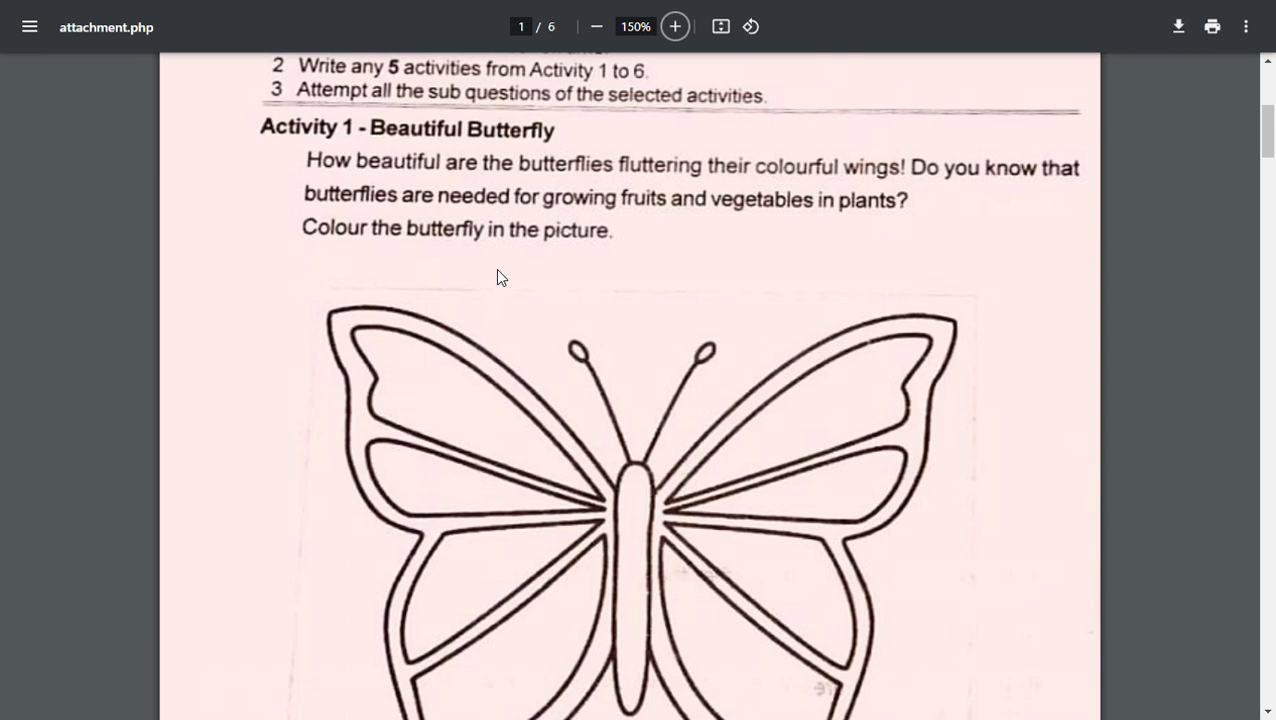 attachment.php
1 / 6
150%
2 Write any 5 activities from Activity 1 to 6.
3 Attempt all the sub questions of the selected activities.
Activity 1 - Beautiful Butterfly
How beautiful are the butterflies fluttering their colourful wings! Do you know that
butterflies are needed for growing fruits and vegetables in plants?
Colour the butterfly in the picture.